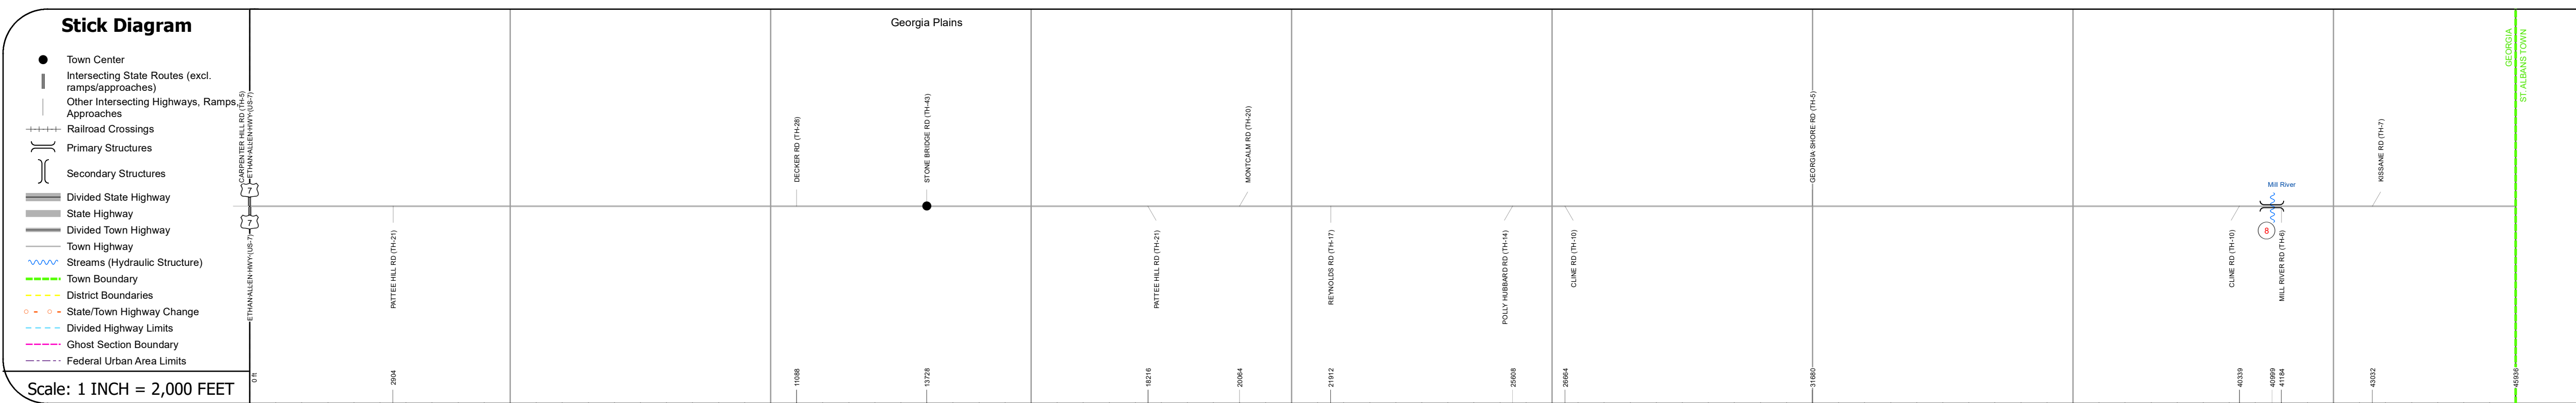 Stick Diagram
Town Center
Intersecting State Routes (excl.
ramps/approaches)
Other Intersecting Highways, Ramps,
Approaches
Railroad Crossings
Primary Structures
Secondary Structures
Divided State Highway
State Highway
Divided Town Highway
Town Highway
Streams (Hydraulic Structure)
Town Boundary
District Boundaries
State/Town Highway Change
Divided Highway Limits
Ghost Section Boundary
Federal Urban Area Limits
Scale: 1 INCH = 2,000 FEET
Georgia Plains
CARPENTER HILL RD (TH-5)
ETHAN-ALLEN-HWY-(US-7)
7
7
ETHAN-ALLEN-HWY-(US-7)
PATTEE HILL RD (TH-21)
DECKER RD (TH-28)
STONE BRIDGE RD (TH-43)
PATTEE HILL RD (TH-21)
MONTCALM RD (TH-20)
REYNOLDS RD (TH-17)
POLLY HUBBARD RD (TH-14)
CLINE RD (TH-10)
GEORGIA SHORE RD (TH-5)
CLINE RD (TH-10)
Mill River
8
MILL RIVER RD (TH-6)
KISSANE RD (TH-7)
GEORGIA
ST. ALBANS TOWN
0 ft
2904
11088
13728
18216
20064
21912
25608
26664
31680
40339
40999
41184
43032
45936